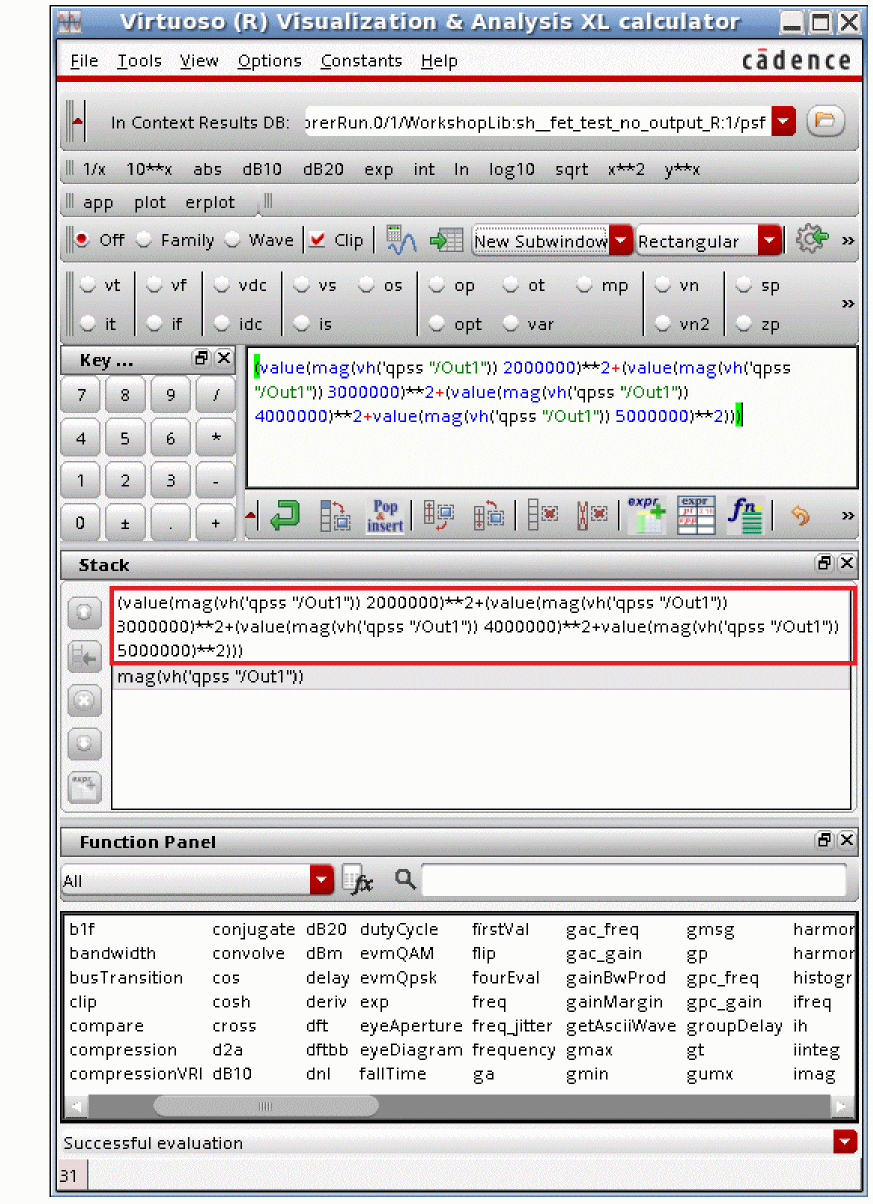 Virtuoso (R) Visualization & Analysis XL calculator
File Tools View Options Constants Help
cādence
In Context Results DB: orerRun.0/1/WorkshopLib:sh__fet_test_no_output_R:1/psf
1/x 10**x abs dB10 dB20 exp int ln log10 sqrt x**2 y**x
app plot erplot
Off Family Wave Clip New Subwindow Rectangular »
vt vf vdc vs os op ot mp vn sp
it if idc is opt var vn2 zp »
Key ...
7 8 9 /
4 5 6 *
1 2 3 -
0 ± . +
(value(mag(vh('qpss "/Out1")) 2000000)**2+(value(mag(vh('qpss
"/Out1")) 3000000)**2+(value(mag(vh('qpss "/Out1"))
4000000)**2+value(mag(vh('qpss "/Out1")) 5000000)**2)))
Pop & insert expr expr fn »
Stack
(value(mag(vh('qpss "/Out1")) 2000000)**2+(value(mag(vh('qpss "/Out1"))
3000000)**2+(value(mag(vh('qpss "/Out1")) 4000000)**2+value(mag(vh('qpss "/Out1"))
5000000)**2)))
mag(vh('qpss "/Out1"))
expr
Function Panel
All fx
b1f conjugate dB20 dutyCycle firstVal gac_freq gmsg harmor
bandwidth convolve dBm evmQAM flip gac_gain gp harmor
busTransition cos delay evmQpsk fourEval gainBwProd gpc_freq histogr
clip cosh deriv exp freq gainMargin gpc_gain ifreq
compare cross dft eyeAperture freq_jitter getAsciiWave groupDelay ih
compression d2a dftbb eyeDiagram frequency gmax gt iinteg
compressionVRI dB10 dnl fallTime ga gmin gumx imag
Successful evaluation
31